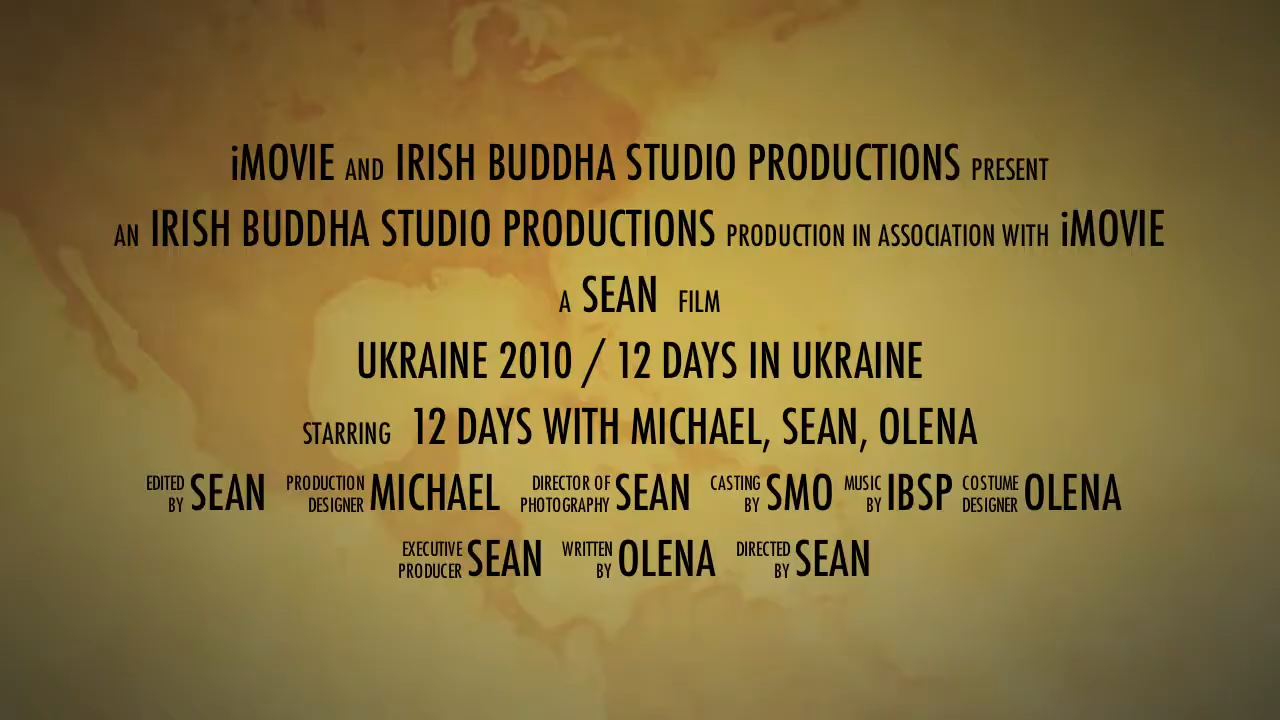 iMOVIE AND IRISH BUDDHA STUDIO PRODUCTIONS PRESENT
AN IRISH BUDDHA STUDIO PRODUCTIONS PRODUCTION IN ASSOCIATION WITH iMOVIE
A SEAN FILM
UKRAINE 2010 / 12 DAYS IN UKRAINE
STARRING 12 DAYS WITH MICHAEL, SEAN, OLENA
EDITED BY SEAN PRODUCTION DESIGNER MICHAEL DIRECTOR OF PHOTOGRAPHY SEAN CASTING BY SMO MUSIC BY IBSP COSTUME DESIGNER OLENA
EXECUTIVE PRODUCER SEAN WRITTEN BY OLENA DIRECTED BY SEAN